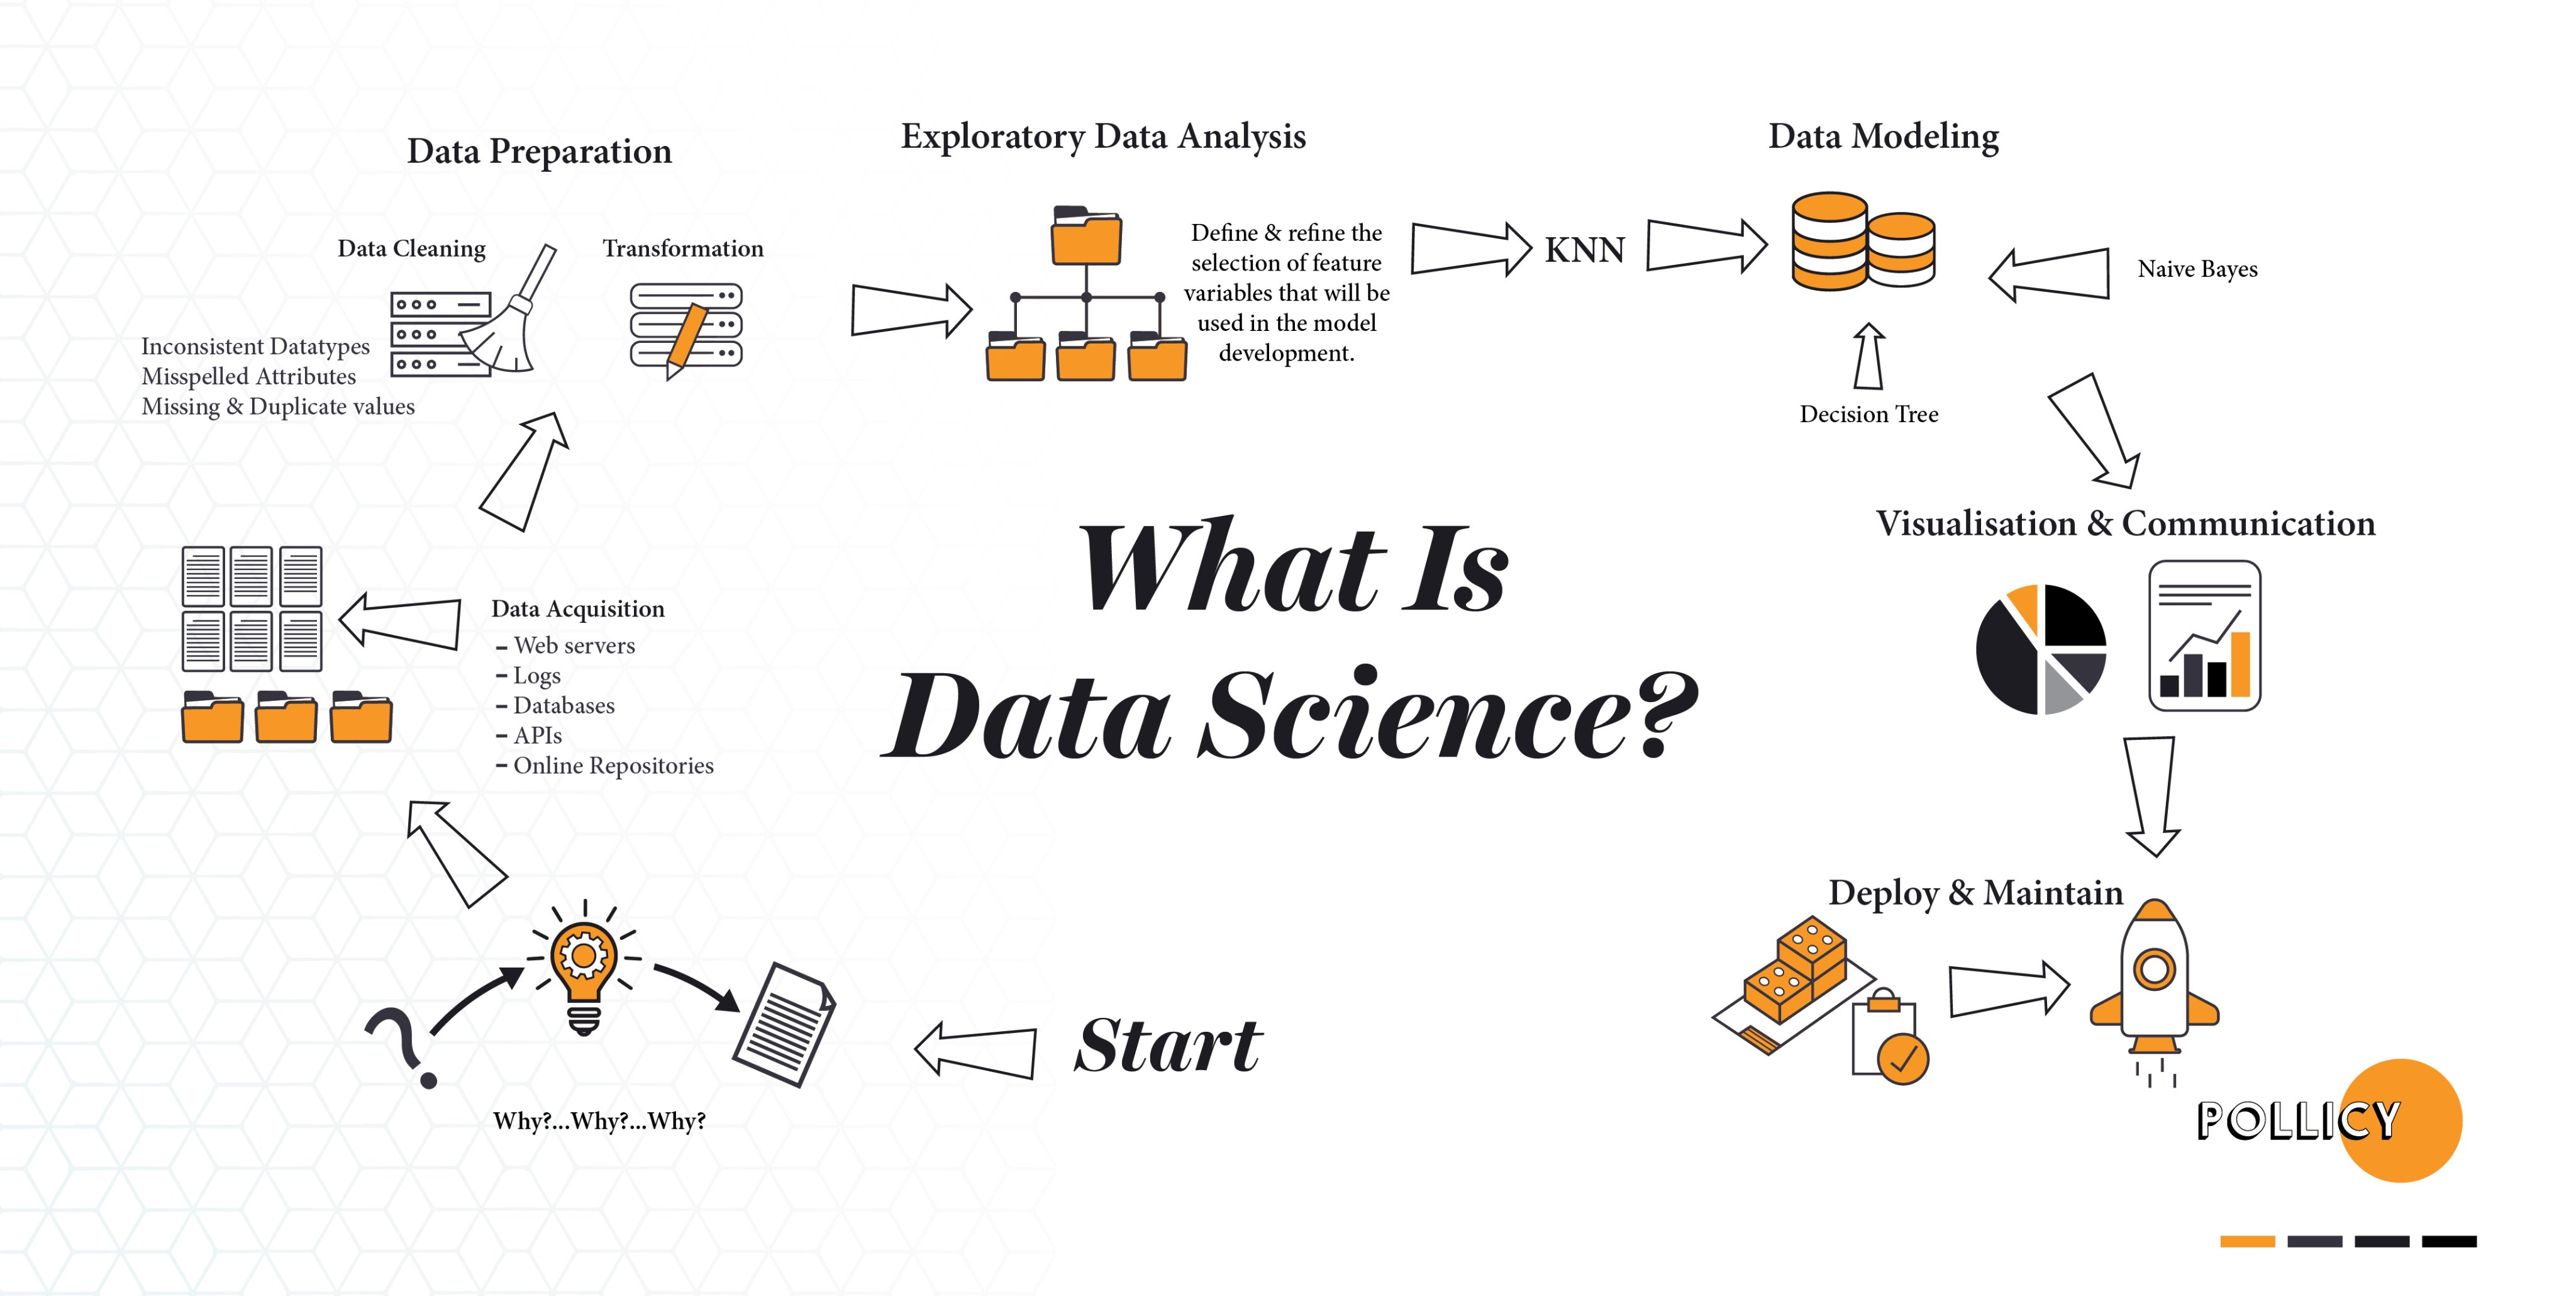 What Is
Data Science?
Start
Why?...Why?...Why?
Data Acquisition
– Web servers
– Logs
– Databases
– APIs
– Online Repositories
Data Preparation
Data Cleaning
Inconsistent Datatypes
Misspelled Attributes
Missing & Duplicate values
Transformation
Exploratory Data Analysis
Define & refine the
selection of feature
variables that will be
used in the model
development.
KNN
Data Modeling
Naive Bayes
Decision Tree
Visualisation & Communication
Deploy & Maintain
POLLICY